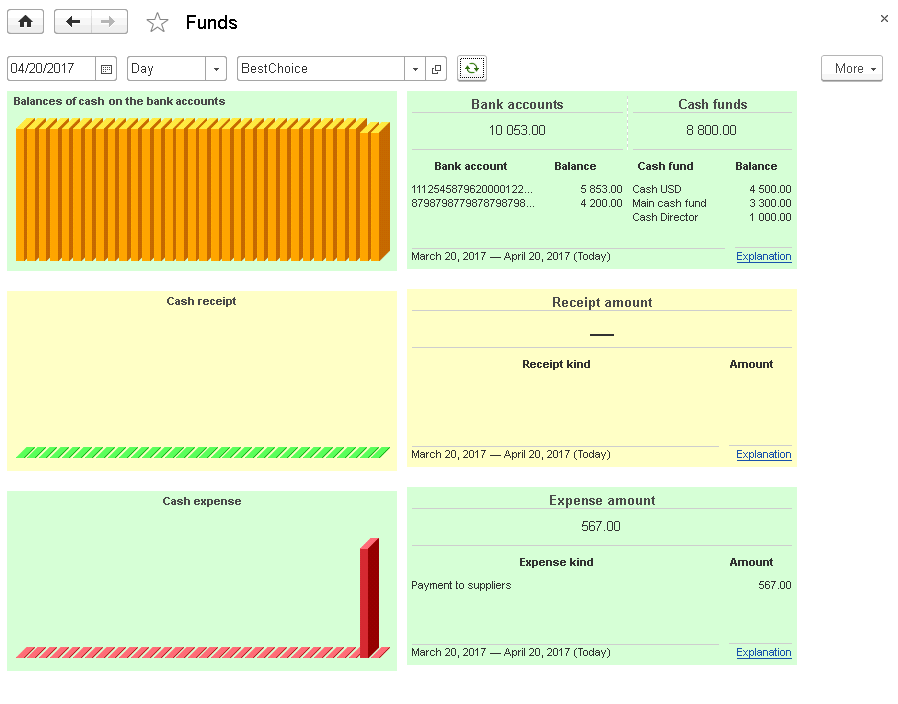 Funds
04/20/2017 Day BestChoice More
Balances of cash on the bank accounts
Bank accounts Cash funds
10 053.00 8 800.00
Bank account Balance Cash fund Balance
1112545879620000122... 5 853.00 Cash USD 4 500.00
8798798779878798798... 4 200.00 Main cash fund 3 300.00
Cash Director 1 000.00
March 20, 2017 — April 20, 2017 (Today) Explanation
Cash receipt
Receipt amount
—
Receipt kind Amount
March 20, 2017 — April 20, 2017 (Today) Explanation
Cash expense
Expense amount
567.00
Expense kind Amount
Payment to suppliers 567.00
March 20, 2017 — April 20, 2017 (Today) Explanation